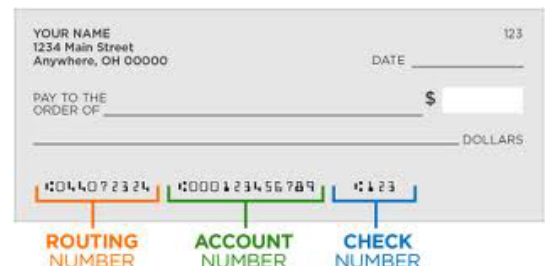 YOUR NAME 123
1234 Main Street
Anywhere, OH 00000
DATE
PAY TO THE
ORDER OF $
DOLLARS
⑆044072324⑆ ⑆000123456789⑆ ⑆123⑆
ROUTING NUMBER
ACCOUNT NUMBER
CHECK NUMBER